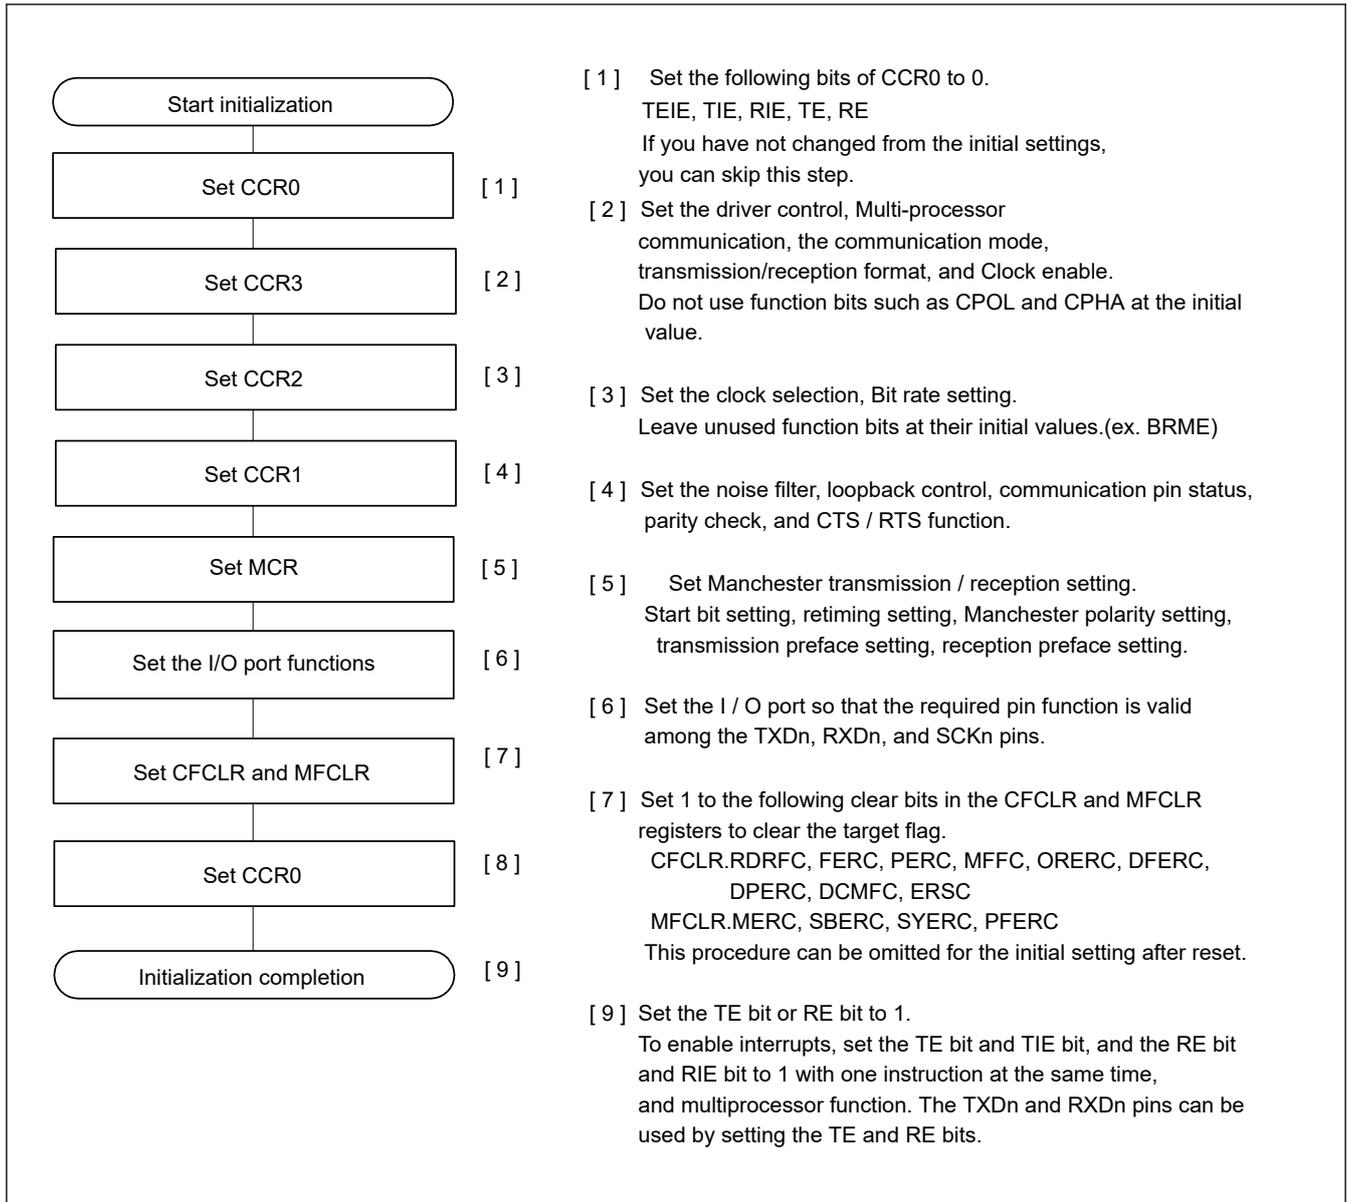 Start initialization
Set CCR0
[ 1 ]
Set CCR3
[ 2 ]
Set CCR2
[ 3 ]
Set CCR1
[ 4 ]
Set MCR
[ 5 ]
Set the I/O port functions
[ 6 ]
Set CFCLR and MFCLR
[ 7 ]
Set CCR0
[ 8 ]
Initialization completion
[ 9 ]
[ 1 ] Set the following bits of CCR0 to 0.
TEIE, TIE, RIE, TE, RE
If you have not changed from the initial settings,
you can skip this step.
[ 2 ] Set the driver control, Multi-processor
communication, the communication mode,
transmission/reception format, and Clock enable.
Do not use function bits such as CPOL and CPHA at the initial
value.
[ 3 ] Set the clock selection, Bit rate setting.
Leave unused function bits at their initial values.(ex. BRME)
[ 4 ] Set the noise filter, loopback control, communication pin status,
parity check, and CTS / RTS function.
[ 5 ] Set Manchester transmission / reception setting.
Start bit setting, retiming setting, Manchester polarity setting,
transmission preface setting, reception preface setting.
[ 6 ] Set the I / O port so that the required pin function is valid
among the TXDn, RXDn, and SCKn pins.
[ 7 ] Set 1 to the following clear bits in the CFCLR and MFCLR
registers to clear the target flag.
CFCLR.RDRFC, FERC, PERC, MFFC, ORERC, DFERC,
DPERC, DCMFC, ERSC
MFCLR.MERC, SBERC, SYERC, PFERC
This procedure can be omitted for the initial setting after reset.
[ 9 ] Set the TE bit or RE bit to 1.
To enable interrupts, set the TE bit and TIE bit, and the RE bit
and RIE bit to 1 with one instruction at the same time,
and multiprocessor function. The TXDn and RXDn pins can be
used by setting the TE and RE bits.